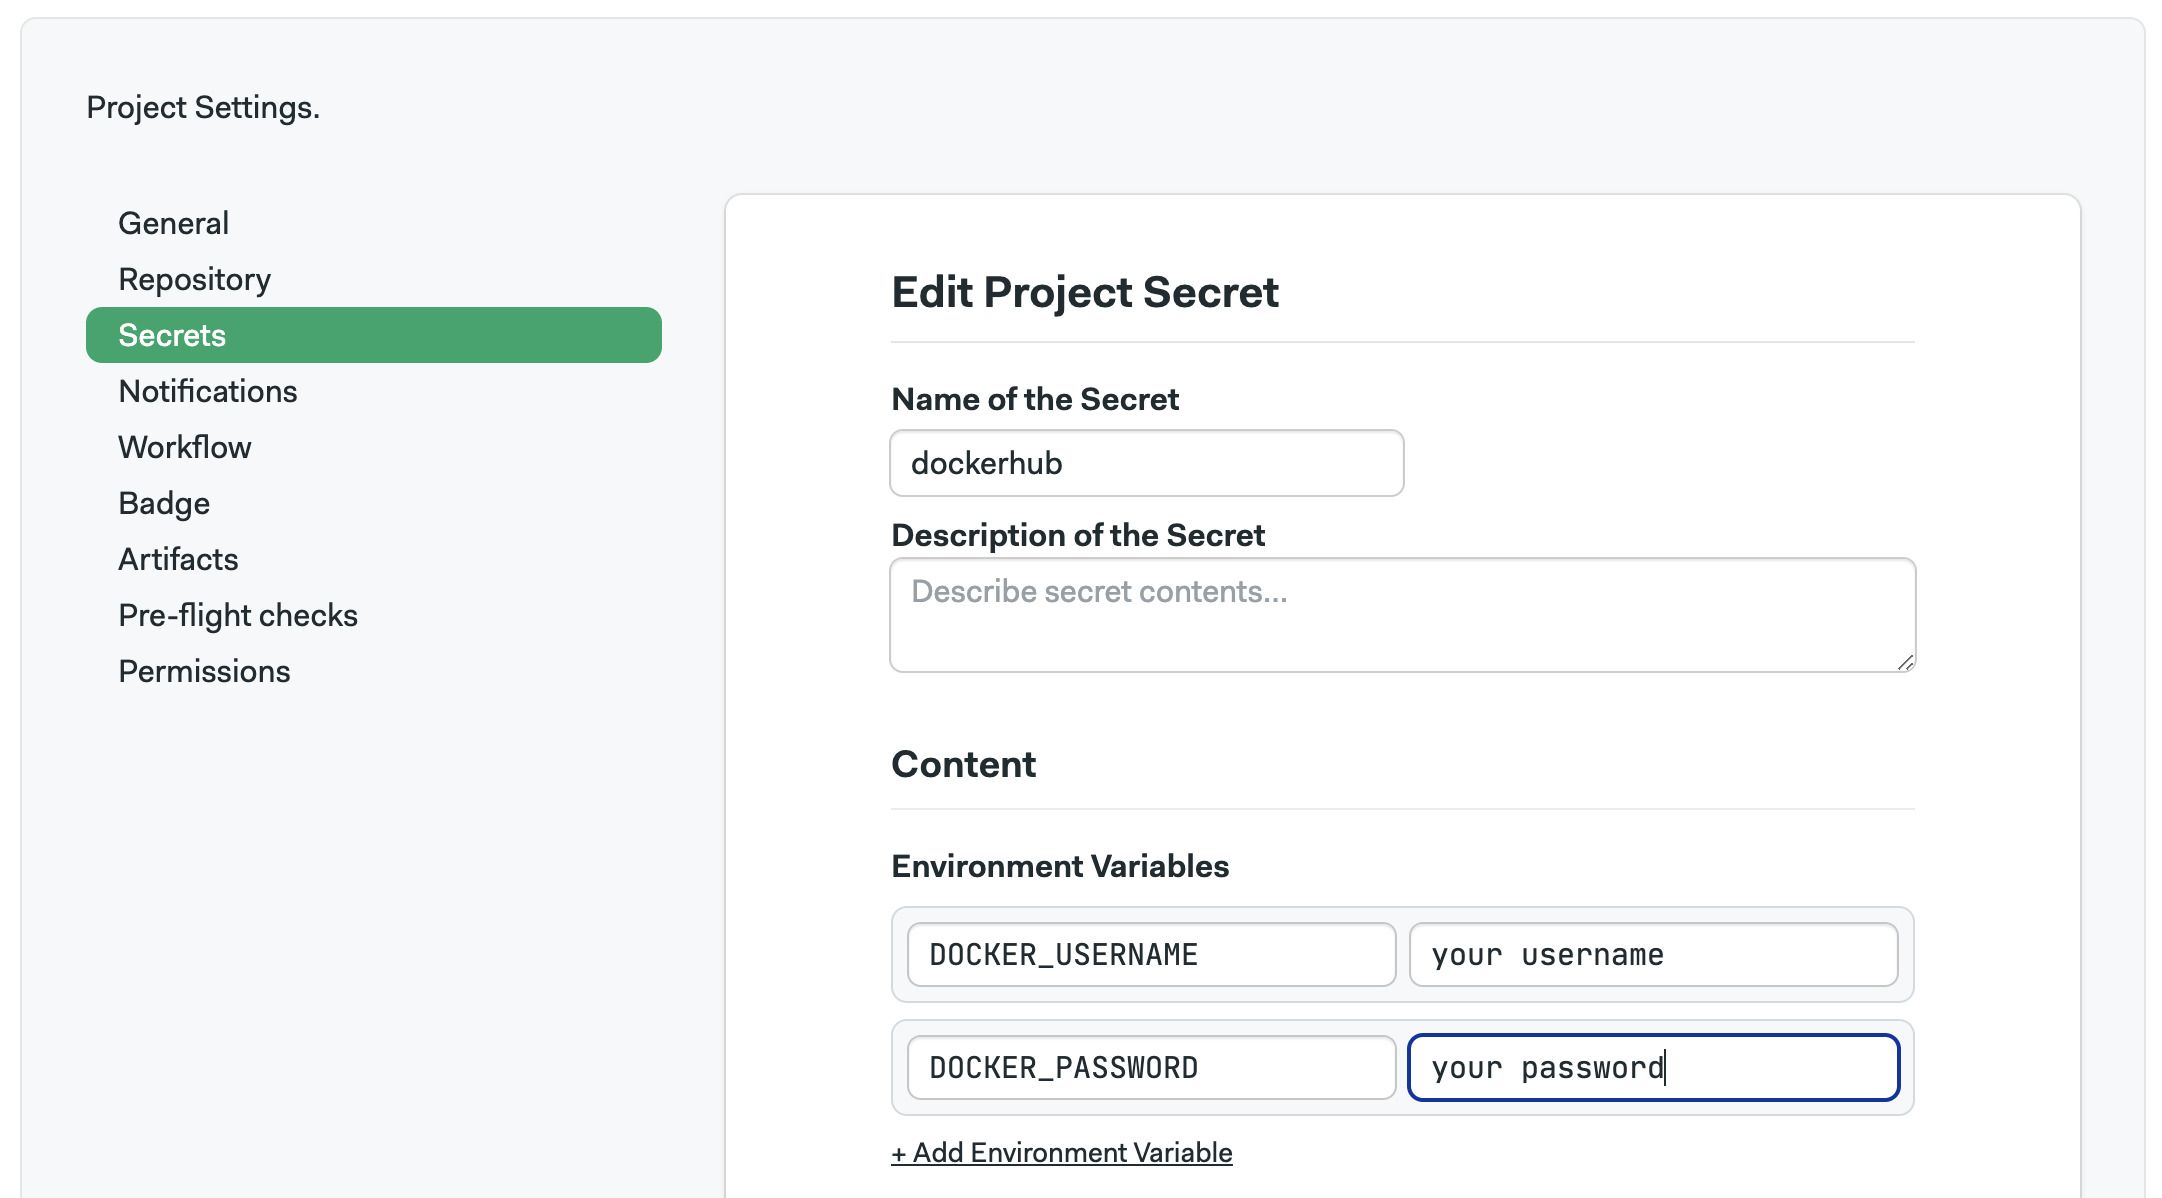 Project Settings.
General
Repository
Secrets
Notifications
Workflow
Badge
Artifacts
Pre-flight checks
Permissions
Edit Project Secret
Name of the Secret
dockerhub
Description of the Secret
Describe secret contents...
Content
Environment Variables
DOCKER_USERNAME your username
DOCKER_PASSWORD your password
+ Add Environment Variable